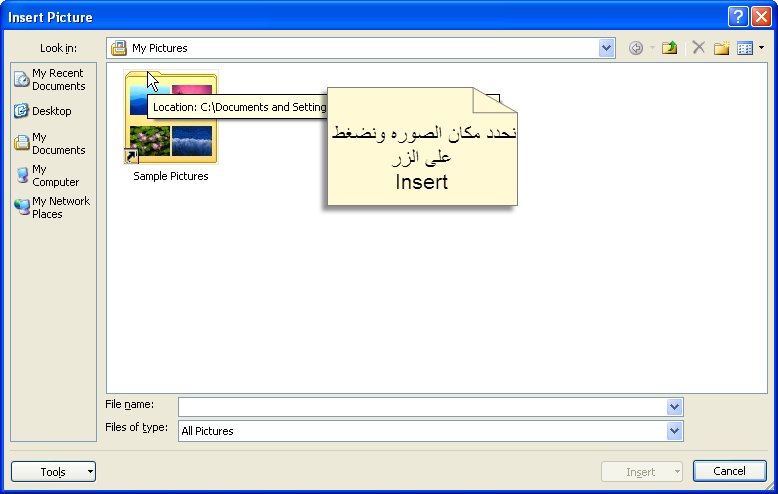 Insert Picture
Look in:
My Pictures
My Recent
Documents
Desktop
My
Documents
My
Computer
My Network
Places
Location: C:\Documents and Setting
Sample Pictures
نحدد مكان الصوره ونضغط
على الزر
Insert
File name:
Files of type:
All Pictures
Tools
Insert
Cancel